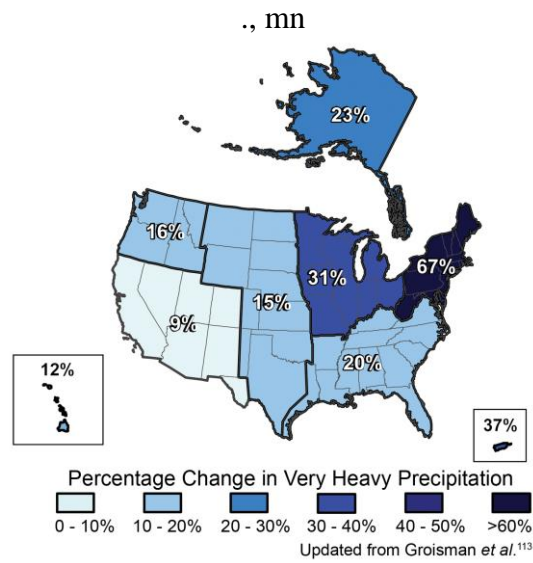 ., mn
23%
16%
67%
31%
15%
9%
20%
12%
37%
Percentage Change in Very Heavy Precipitation
0 - 10% 10 - 20% 20 - 30% 30 - 40% 40 - 50% >60%
Updated from Groisman et al.113